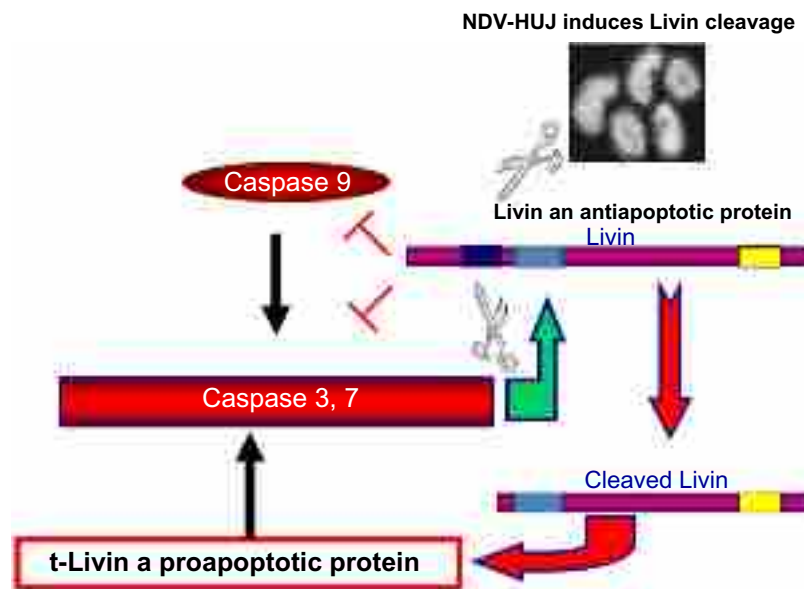 NDV-HUJ induces Livin cleavage
Caspase 9
Livin an antiapoptotic protein
Livin
Caspase 3, 7
Cleaved Livin
t-Livin a proapoptotic protein